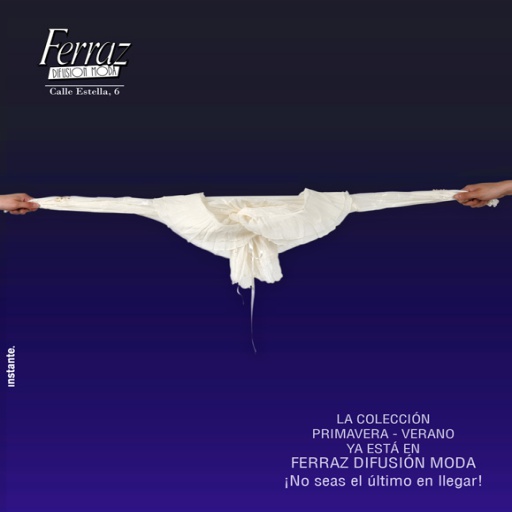 Ferraz
DIFUSION MODA
Calle Estella, 6
instante.
LA COLECCIÓN
PRIMAVERA - VERANO
YA ESTÁ EN
FERRAZ DIFUSIÓN MODA
¡No seas el último en llegar!